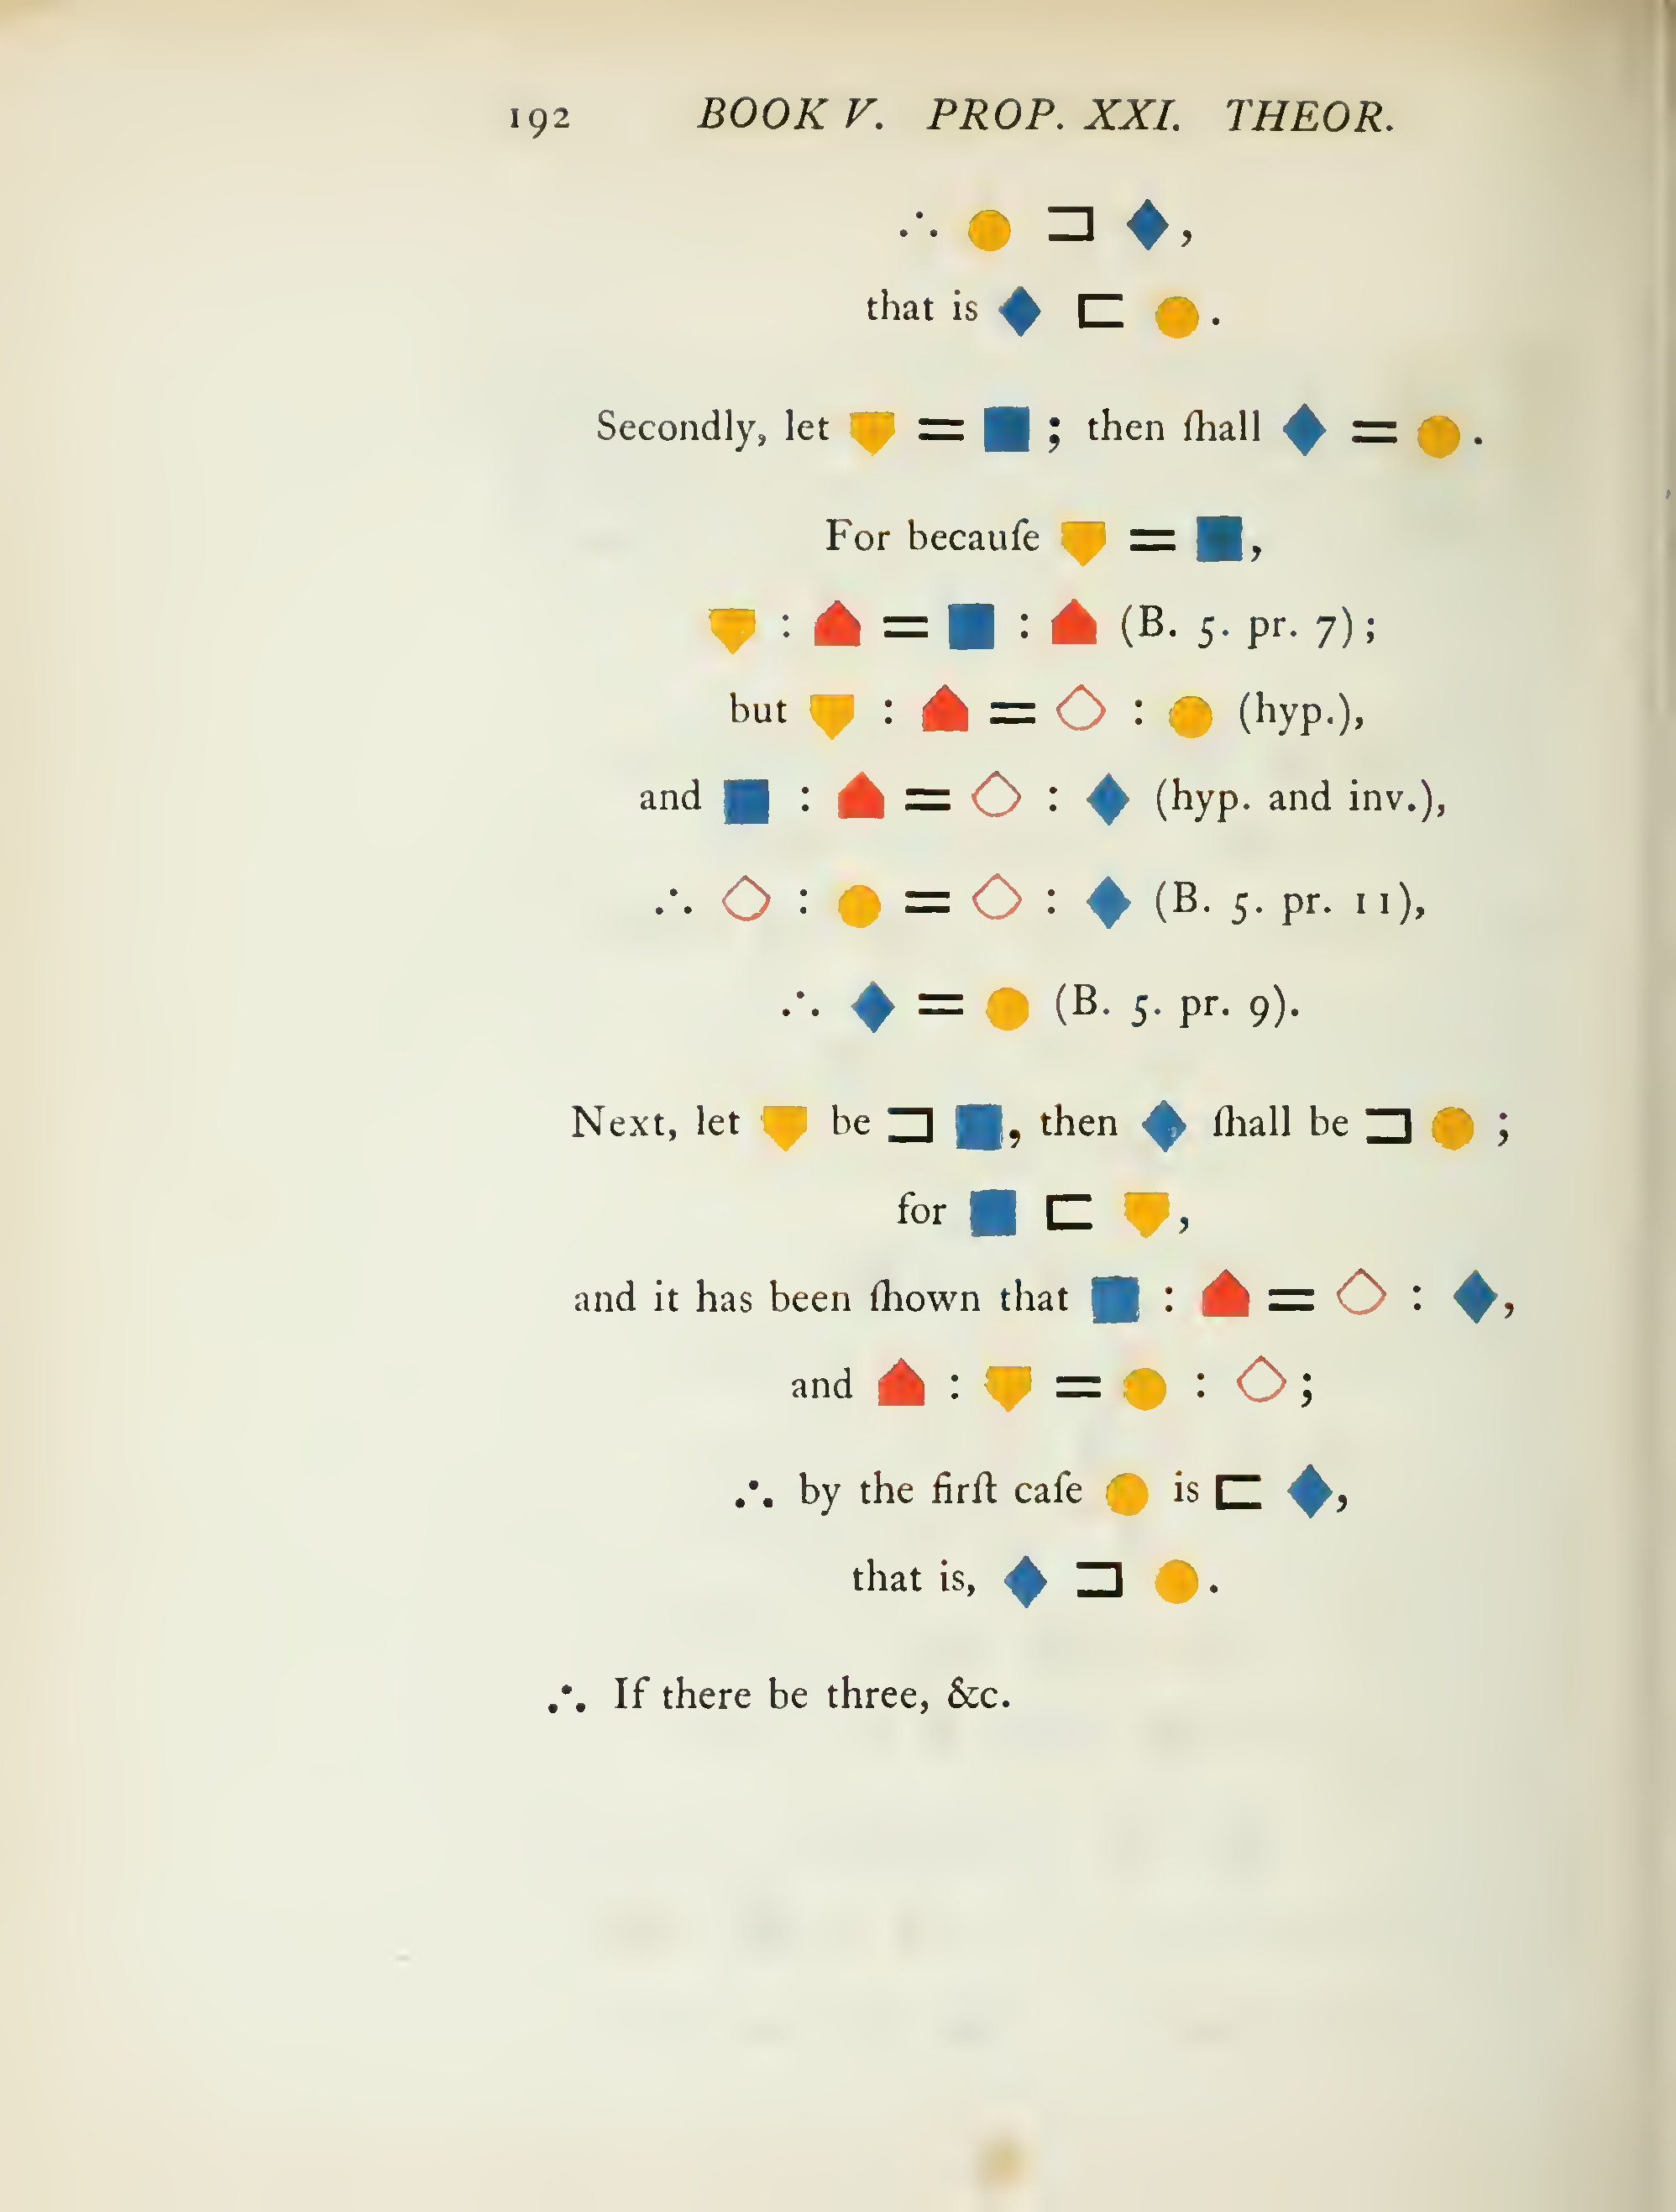 192 BOOK V. PROP. XXI. THEOR.
∴ ⊐ ,
that is ⊏ .
Secondly, let = ; then ſhall = .
For becauſe = ,
: = : (B. 5. pr. 7) ;
but : = : (hyp.),
and : = : (hyp. and inv.),
∴ : = : (B. 5. pr. 11),
∴ = (B. 5. pr. 9).
Next, let be ⊐ , then ſhall be ⊐ ;
for ⊏ ,
and it has been ſhown that : = : ,
and : = : ;
∴ by the firſt caſe is ⊏ ,
that is, ⊐ .
∴ If there be three, &c.